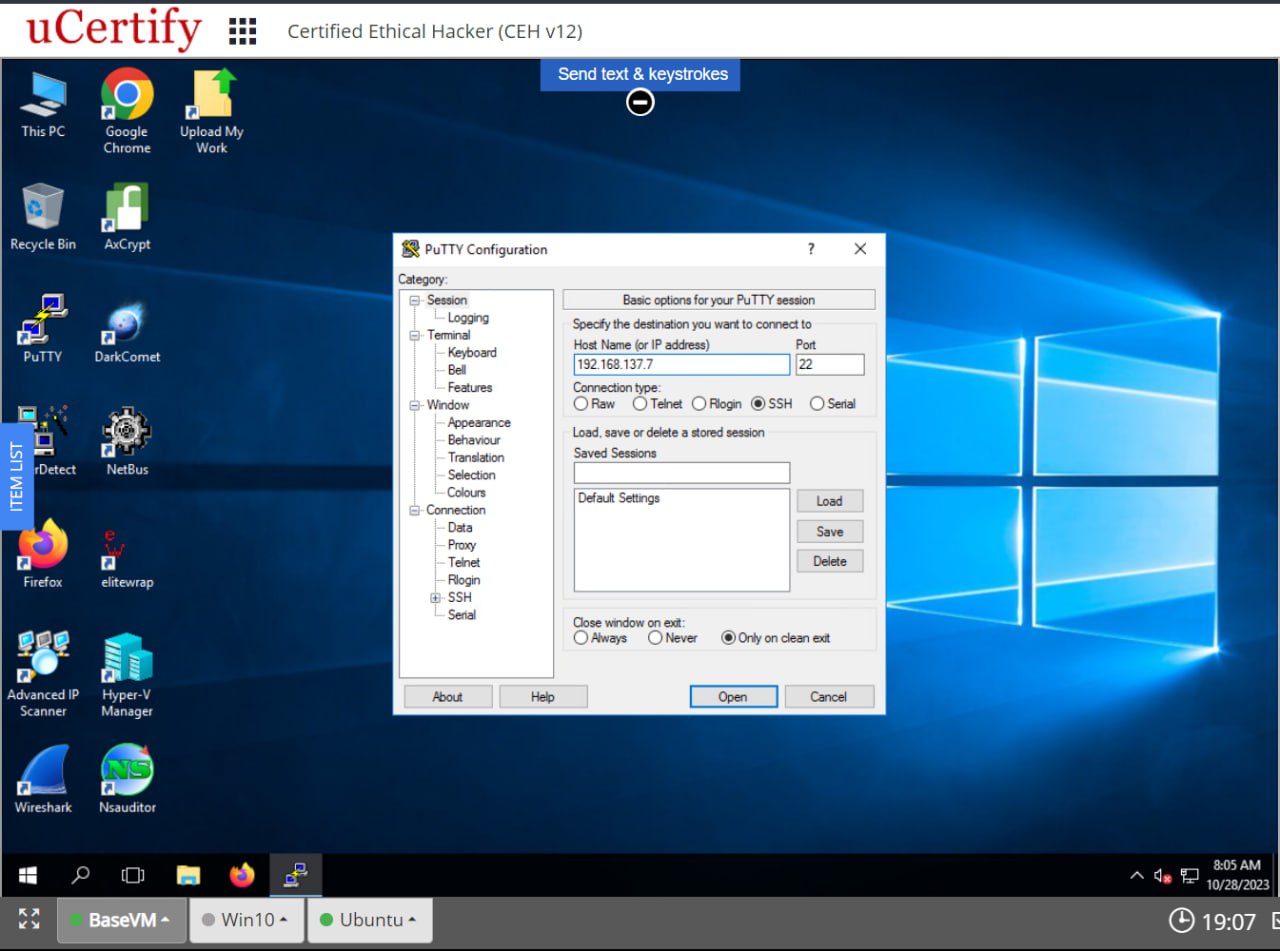 uCertify
Certified Ethical Hacker (CEH v12)
Send text & keystrokes
This PC
Google Chrome
Upload My Work
Recycle Bin
AxCrypt
PuTTY
DarkComet
rDetect
NetBus
ITEM LIST
Firefox
elitewrap
Advanced IP Scanner
Hyper-V Manager
Wireshark
Nsauditor
NS
PuTTY Configuration
?
Category:
Session
Logging
Terminal
Keyboard
Bell
Features
Window
Appearance
Behaviour
Translation
Selection
Colours
Connection
Data
Proxy
Telnet
Rlogin
SSH
Serial
Basic options for your PuTTY session
Specify the destination you want to connect to
Host Name (or IP address) Port
192.168.137.7 22
Connection type:
Raw Telnet Rlogin SSH Serial
Load, save or delete a stored session
Saved Sessions
Default Settings
Load
Save
Delete
Close window on exit:
Always Never Only on clean exit
About Help Open Cancel
8:05 AM
10/28/2023
BaseVM Win10 Ubuntu 19:07